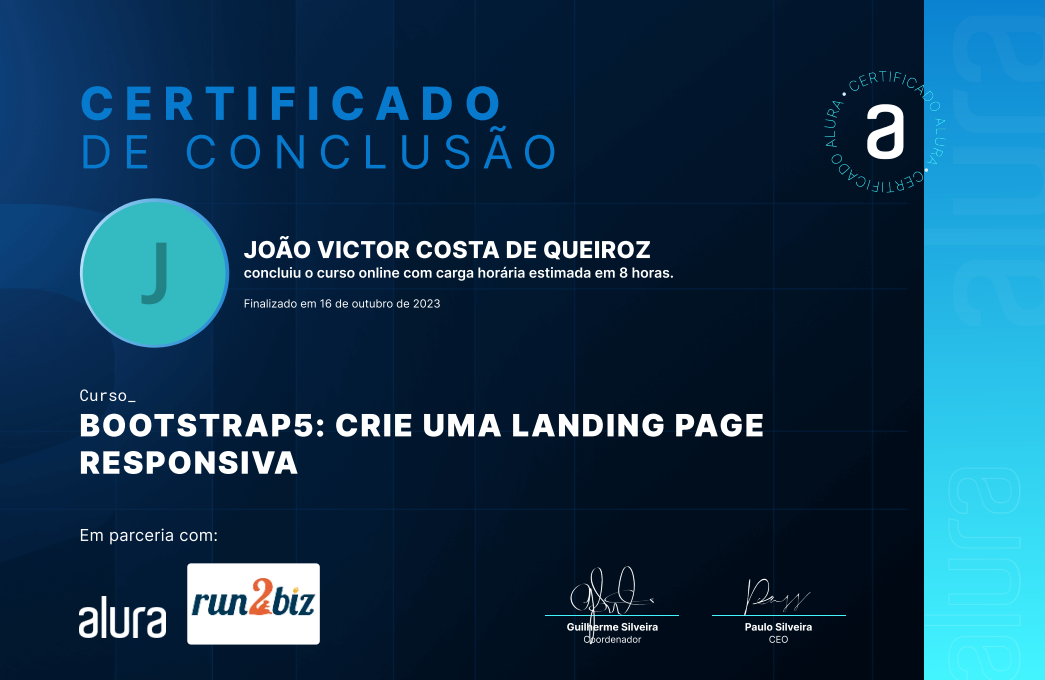 CERTIFICADO
DE CONCLUSÃO
CERTIFICADO ALURA • CERTIFICADO ALURA •
a
J
JOÃO VICTOR COSTA DE QUEIROZ
concluiu o curso online com carga horária estimada em 8 horas.
Finalizado em 16 de outubro de 2023
Curso_
BOOTSTRAP5: CRIE UMA LANDING PAGE
RESPONSIVA
Em parceria com:
alura
run2biz
Guilherme Silveira
Coordenador
Paulo Silveira
CEO
alura
alura